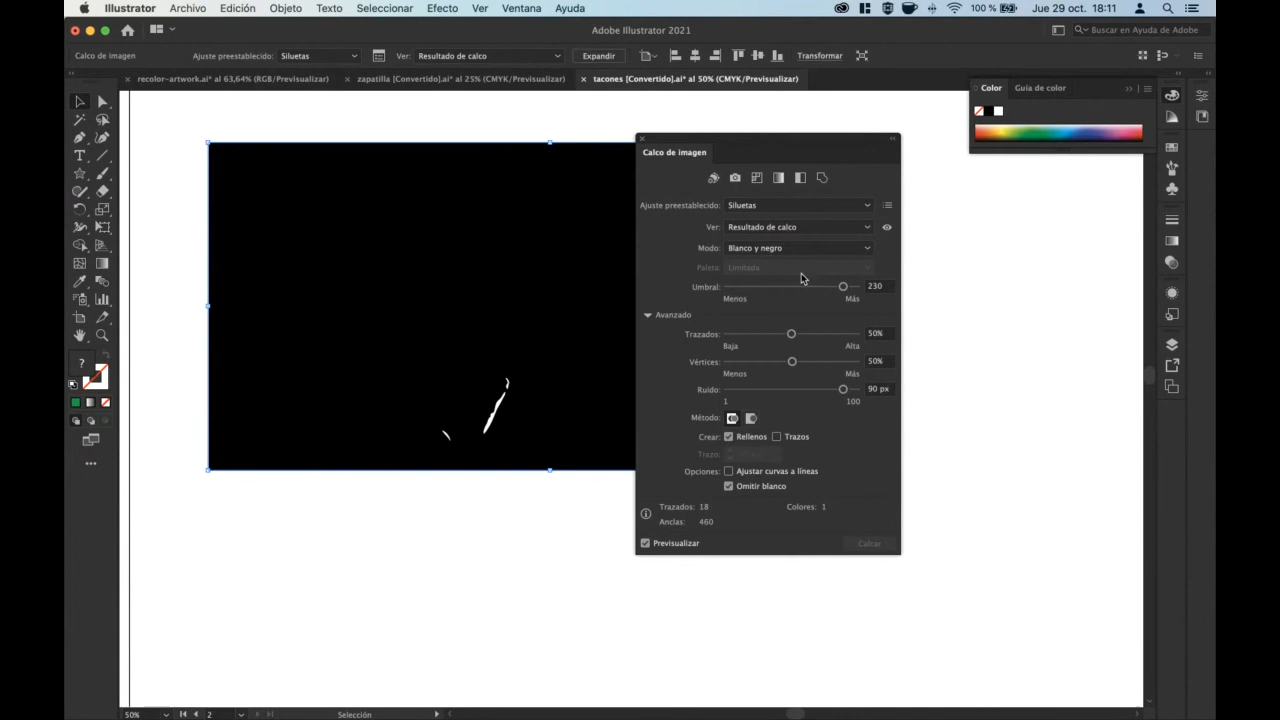 Illustrator Archivo Edición Objeto Texto Seleccionar Efecto Ver Ventana Ayuda 100 % Jue 29 oct. 18:11
Adobe Illustrator 2021 Buscar en Ayuda de Adobe
Calco de imagen Ajuste preestablecido: Siluetas Ver: Resultado de calco Expandir Transformar
recolor-artwork.ai* al 63,64% (RGB/Previsualizar) zapatilla [Convertido].ai* al 25% (CMYK/Previsualizar) tacones [Convertido].ai* al 50% (CMYK/Previsualizar)
Color Guía de color
Calco de imagen
Ajuste preestablecido: Siluetas
Ver: Resultado de calco
Modo: Blanco y negro
Paleta: Limitada
Umbral: 230
Menos Más
Avanzado
Trazados: 50%
Baja Alta
Vértices: 50%
Menos Más
Ruido: 90 px
1 100
Método:
Crear: Rellenos Trazos
Trazo:
Opciones: Ajustar curvas a líneas
Omitir blanco
Trazados: 18 Colores: 1
Anclas: 460
Previsualizar Calcar
?
50% 2 Selección